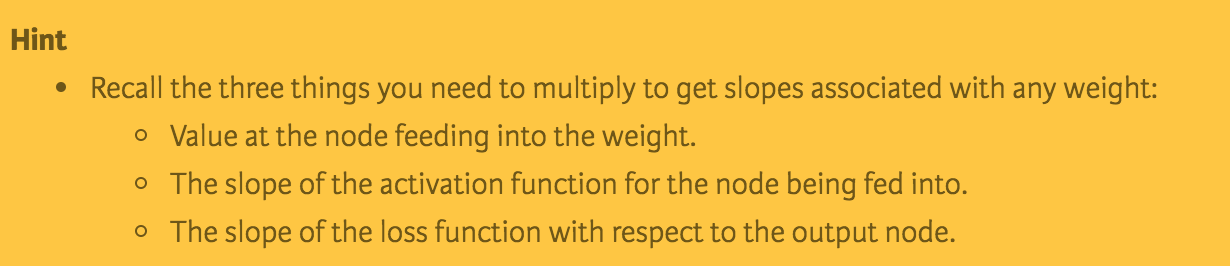 Hint
• Recall the three things you need to multiply to get slopes associated with any weight:
○ Value at the node feeding into the weight.
○ The slope of the activation function for the node being fed into.
○ The slope of the loss function with respect to the output node.